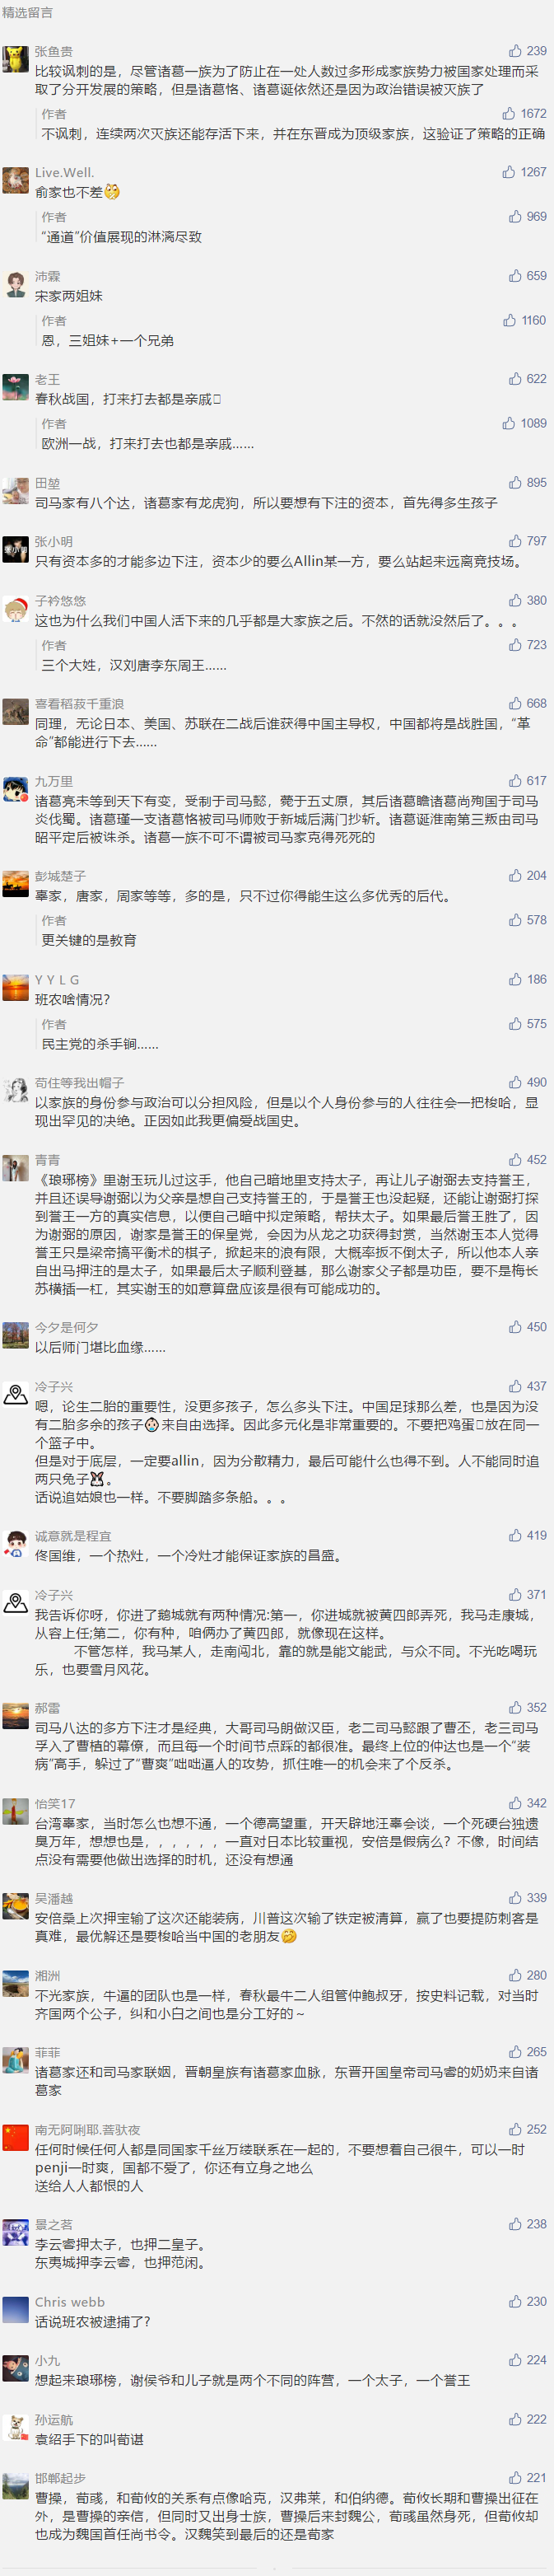 精选留言
张鱼贵 239
比较讽刺的是，尽管诸葛一族为了防止在一处人数过多形成家族势力被国家处理而采
取了分开发展的策略，但是诸葛恪、诸葛诞依然还是因为政治错误被灭族了
作者 1672
不讽刺，连续两次灭族还能存活下来，并在东晋成为顶级家族，这验证了策略的正确
Live.Well. 1267
俞家也不差
作者 969
“通道”价值展现的淋漓尽致
沛霖 659
宋家两姐妹
作者 1160
恩，三姐妹+一个兄弟
老王 622
春秋战国，打来打去都是亲戚
作者 1089
欧洲一战，打来打去也都是亲戚……
田堃 895
司马家有八个达，诸葛家有龙虎狗，所以要想有下注的资本，首先得多生孩子
张小明 797
只有资本多的才能多边下注，资本少的要么Allin某一方，要么站起来远离竞技场。
子衿悠悠 380
这也为什么我们中国人活下来的几乎都是大家族之后。不然的话就没然后了。。。
作者 723
三个大姓，汉刘唐李东周王……
喜看稻菽千重浪 668
同理，无论日本、美国、苏联在二战后谁获得中国主导权，中国都将是战胜国，“革
命”都能进行下去……
九万里 617
诸葛亮未等到天下有变，受制于司马懿，薨于五丈原，其后诸葛瞻诸葛尚殉国于司马
炎伐蜀。诸葛瑾一支诸葛恪被司马师败于新城后满门抄斩。诸葛诞淮南第三叛由司马
昭平定后被诛杀。诸葛一族不可不谓被司马家克得死死的
彭城楚子 204
辜家，唐家，周家等等，多的是，只不过你得能生这么多优秀的后代。
作者 578
更关键的是教育
Y Y L G 186
班农啥情况？
作者 575
民主党的杀手锏……
苟住等我出帽子 490
以家族的身份参与政治可以分担风险，但是以个人身份参与的人往往会一把梭哈，显
现出罕见的决绝。正因如此我更偏爱战国史。
青青 452
《琅琊榜》里谢玉玩儿过这手，他自己暗地里支持太子，再让儿子谢弼去支持誉王，
并且还误导谢弼以为父亲是想自己支持誉王的，于是誉王也没起疑，还能让谢弼打探
到誉王一方的真实信息，以便自己暗中拟定策略，帮扶太子。如果最后誉王胜了，因
为谢弼的原因，谢家是誉王的保皇党，会因为从龙之功获得封赏，当然谢玉本人觉得
誉王只是梁帝搞平衡术的棋子，掀起来的浪有限，大概率扳不倒太子，所以他本人亲
自出马押注的是太子，如果最后太子顺利登基，那么谢家父子都是功臣，要不是梅长
苏横插一杠，其实谢玉的如意算盘应该是很有可能成功的。
今夕是何夕 450
以后师门堪比血缘……
冷子兴 437
嗯，论生二胎的重要性，没更多孩子，怎么多头下注。中国足球那么差，也是因为没
有二胎多余的孩子来自由选择。因此多元化是非常重要的。不要把鸡蛋放在同一
个篮子中。
但是对于底层，一定要allin，因为分散精力，最后可能什么也得不到。人不能同时追
两只兔子。
话说追姑娘也一样。不要脚踏多条船。。。
诚意就是程宜 419
佟国维，一个热灶，一个冷灶才能保证家族的昌盛。
冷子兴 371
我告诉你呀，你进了鹅城就有两种情况:第一，你进城就被黄四郎弄死，我马走康城，
从容上任;第二，你有种，咱俩办了黄四郎，就像现在这样。
不管怎样，我马某人，走南闯北，靠的就是能文能武，与众不同。不光吃喝玩
乐，也要雪月风花。
郝雷 352
司马八达的多方下注才是经典，大哥司马朗做汉臣，老二司马懿跟了曹丕，老三司马
孚入了曹植的幕僚，而且每一个时间节点踩的都很准。最终上位的仲达也是一个“装
病”高手，躲过了“曹爽”咄咄逼人的攻势，抓住唯一的机会来了个反杀。
怡笑17 342
台湾辜家，当时怎么也想不通，一个德高望重，开天辟地汪辜会谈，一个死硬台独遗
臭万年，想想也是，，，，，，一直对日本比较重视，安倍是假病么？不像，时间结
点没有需要他做出选择的时机，还没有想通
吴潘越 339
安倍桑上次押宝输了这次还能装病，川普这次输了铁定被清算，赢了也要提防刺客是
真难，最优解还是要梭哈当中国的老朋友
湘洲 280
不光家族，牛逼的团队也是一样，春秋最牛二人组管仲鲍叔牙，按史料记载，对当时
齐国两个公子，纠和小白之间也是分工好的～
菲菲 265
诸葛家还和司马家联姻，晋朝皇族有诸葛家血脉，东晋开国皇帝司马睿的奶奶来自诸
葛家
南无阿唎耶.菩驮夜 252
任何时候任何人都是同国家千丝万缕联系在一起的，不要想着自己很牛，可以一时
penji一时爽，国都不爱了，你还有立身之地么
送给人人都恨的人
景之茗 238
李云睿押太子，也押二皇子。
东夷城押李云睿，也押范闲。
Chris webb 230
话说班农被逮捕了?
小九 224
想起来琅琊榜，谢侯爷和儿子就是两个不同的阵营，一个太子，一个誉王
孙运航 222
袁绍手下的叫荀谌
邯郸起步 221
曹操，荀彧，和荀攸的关系有点像哈克，汉弗莱，和伯纳德。荀攸长期和曹操出征在
外，是曹操的亲信，但同时又出身士族，曹操后来封魏公，荀彧虽然身死，但荀攸却
也成为魏国首任尚书令。汉魏笑到最后的还是荀家